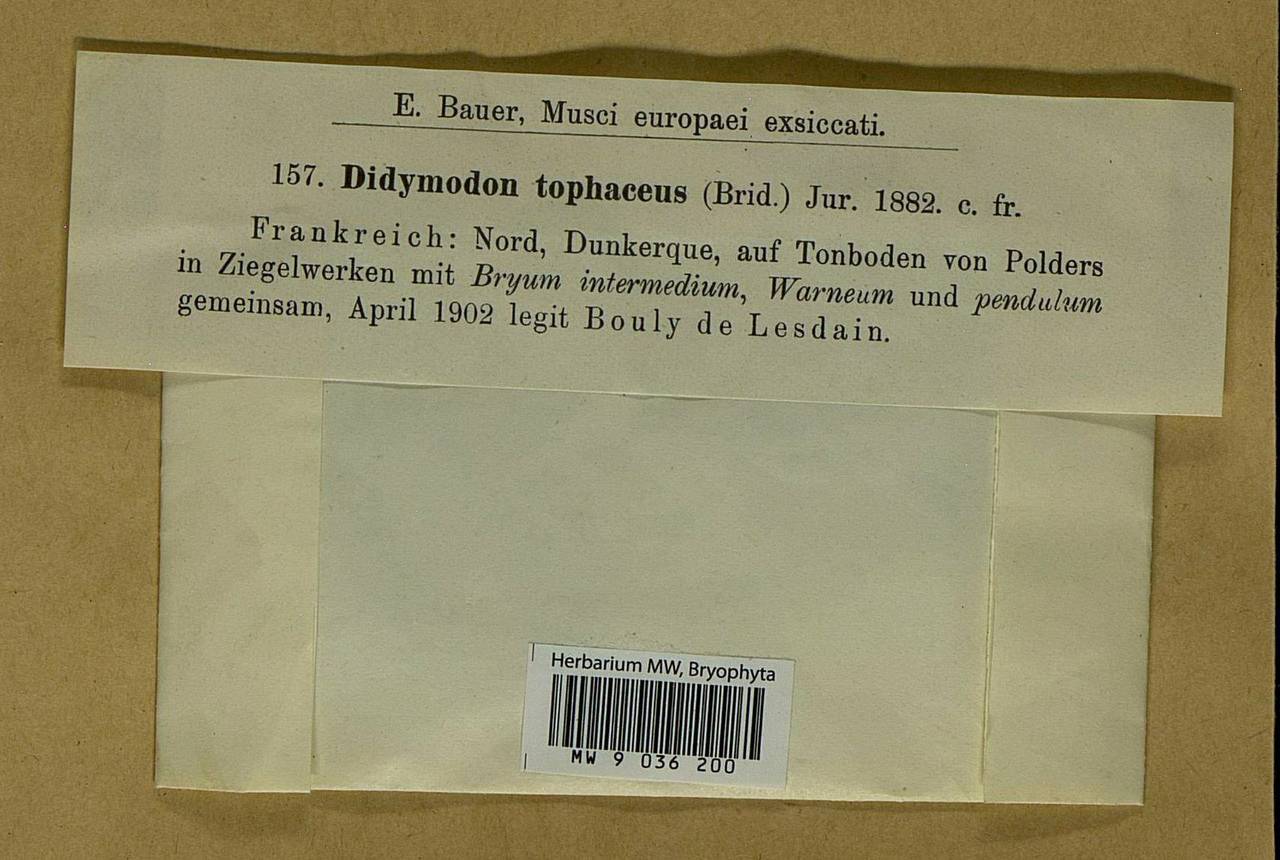 E. Bauer, Musci europaei exsiccati.
157. Didymodon tophaceus (Brid.) Jur. 1882. c. fr.
Frankreich: Nord, Dunkerque, auf Tonboden von Polders
in Ziegelwerken mit Bryum intermedium, Warneum und pendulum
gemeinsam, April 1902 legit Bouly de Lesdain.
Herbarium MW, Bryophyta
MW 9 036 200